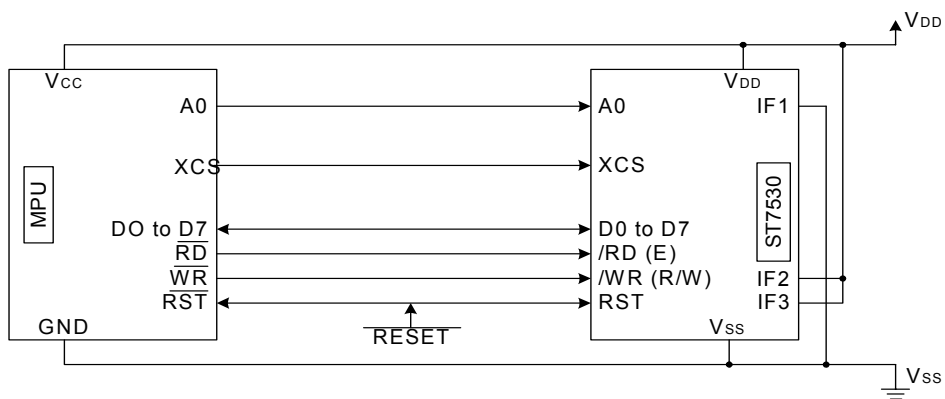 VDD
VCC
VDD
A0
A0
IF1
XCS
XCS
MPU
ST7530
DO to D7
D0 to D7
RD
/RD (E)
WR
/WR (R/W)
IF2
RST
RST
IF3
GND
RESET
VSS
VSS